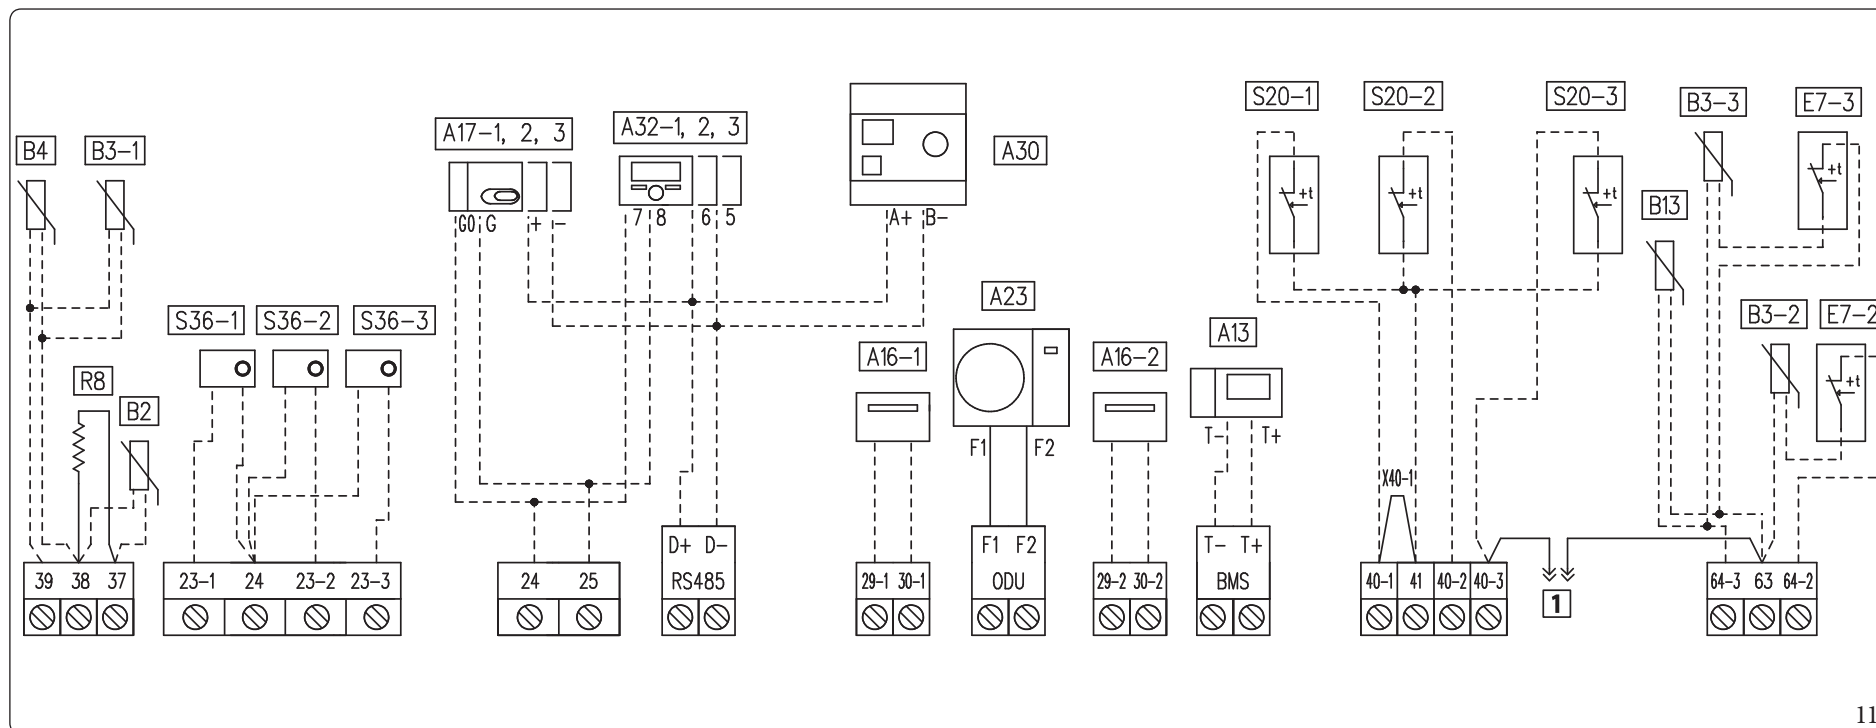 S20-1 S20-2 S20-3 B3-3 E7-3
A17-1, 2, 3 A32-1, 2, 3 A30
B4 B3-1
+t +t +t +t
B13
G0 G + - 7 8 6 5 A+ B-
A23
S36-1 S36-2 S36-3 A13 B3-2 E7-2
A16-1 A16-2
R8 +t
B2
F1 F2 T- T+
X40-1
D+ D- F1 F2 T- T+
39 38 37 23-1 24 23-2 23-3 24 25 RS485 29-1 30-1 ODU 29-2 30-2 BMS 40-1 41 40-2 40-3 64-3 63 64-2
1
11